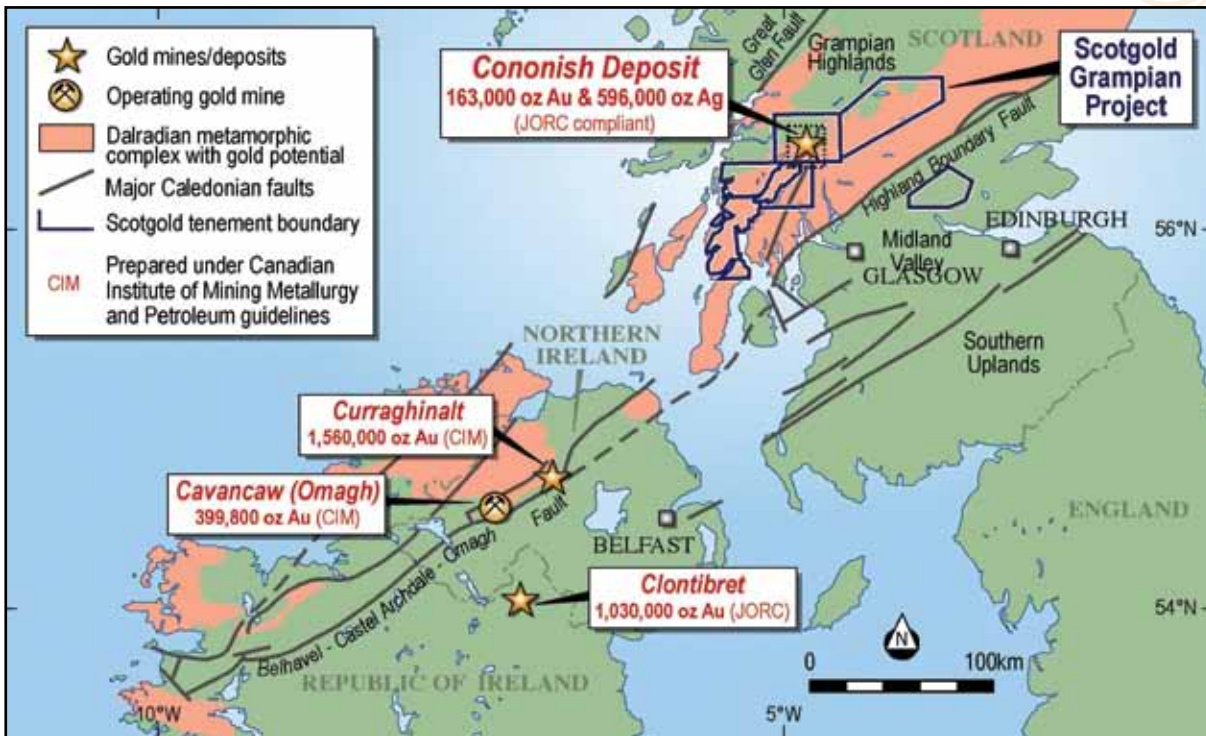 Gold mines/deposits
Operating gold mine
Dalradian metamorphic
complex with gold potential
Major Caledonian faults
Scotgold tenement boundary
CIM
Prepared under Canadian
Institute of Mining Metallurgy
and Petroleum guidelines
Great
Glen Fault
Grampian
Highlands
SCOTLAND
Cononish Deposit
163,000 oz Au & 596,000 oz Ag
(JORC compliant)
Scotgold
Grampian
Project
Highland Boundary Fault
EDINBURGH
56°N
Midland
Valley
GLASGOW
Southern
Uplands
NORTHERN
IRELAND
Curraghinalt
1,560,000 oz Au (CIM)
Cavancaw (Omagh)
399,800 oz Au (CIM)
BELFAST
ENGLAND
Clontibret
1,030,000 oz Au (JORC)
54°N
Belhavel - Castel Archdale - Omagh Fault
REPUBLIC OF IRELAND
N
0 100km
10°W
5°W